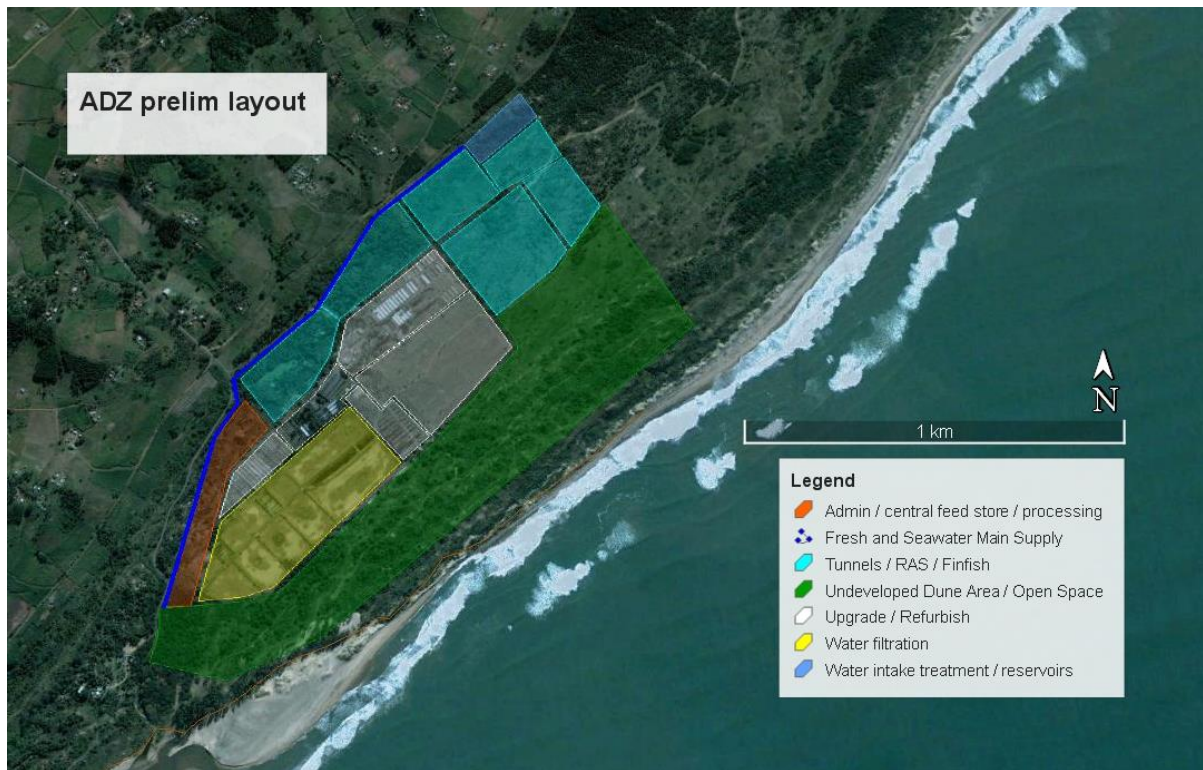 ADZ prelim layout
N
1 km
Legend
Admin / central feed store / processing
Fresh and Seawater Main Supply
Tunnels / RAS / Finfish
Undeveloped Dune Area / Open Space
Upgrade / Refurbish
Water filtration
Water intake treatment / reservoirs